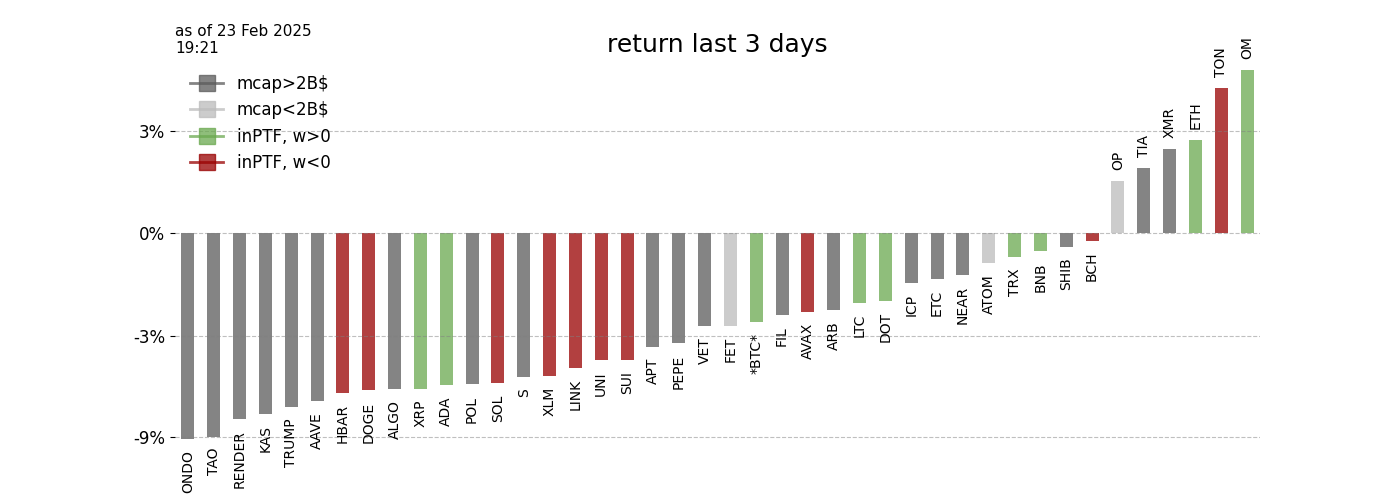 as of 23 Feb 2025
19:21
return last 3 days
mcap>2B$
mcap<2B$
inPTF, w>0
inPTF, w<0
3%
0%
-3%
-9%
ONDO
TAO
RENDER
KAS
TRUMP
AAVE
HBAR
DOGE
ALGO
XRP
ADA
POL
SOL
S
XLM
LINK
UNI
SUI
APT
PEPE
VET
FET
*BTC*
FIL
AVAX
ARB
LTC
DOT
ICP
ETC
NEAR
ATOM
TRX
BNB
SHIB
BCH
OP
TIA
XMR
ETH
TON
OM